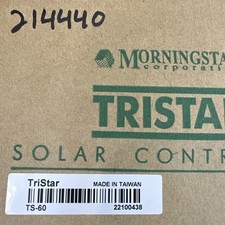 214440
MORNINGSTA
corporati
TRISTAR
SOLAR CONTR
TriStar MADE IN TAIWAN
TS-60 22100438